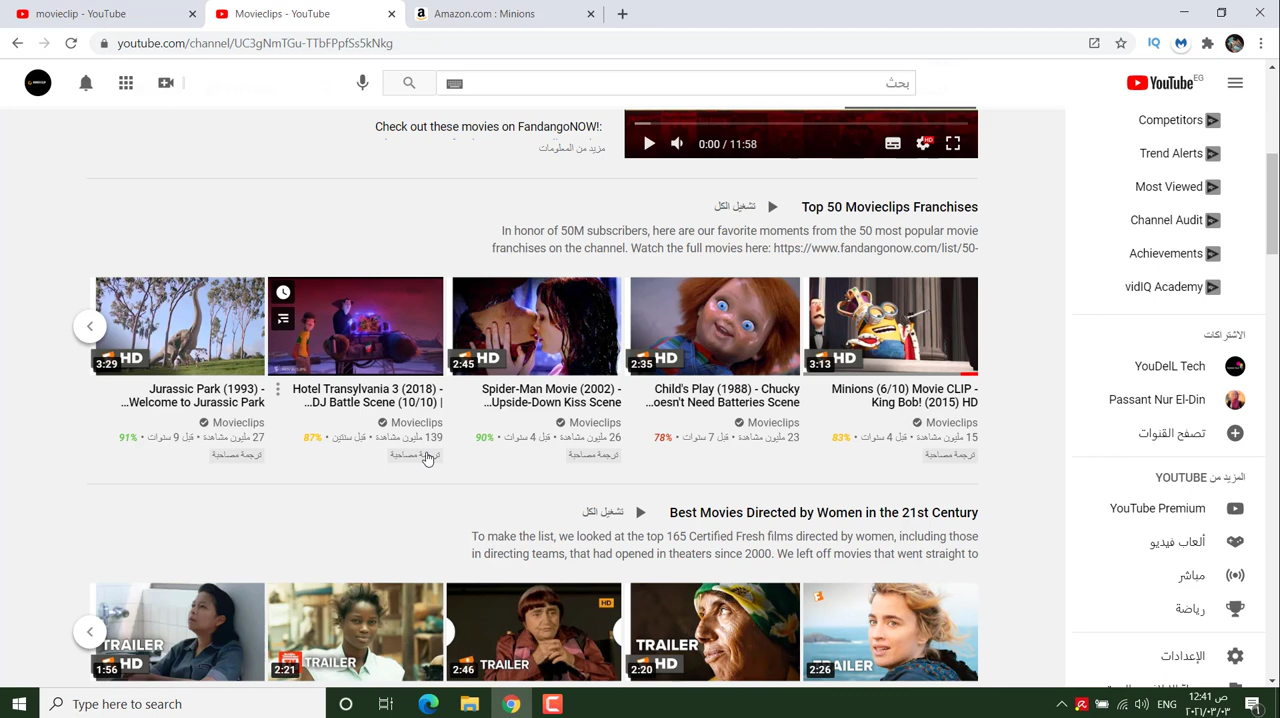 movieclip - YouTube
Movieclips - YouTube
Amazon.com : Minions
youtube.com/channel/UC3gNmTGu-TTbFPpfSs5kNkg
بحث
YouTube EG
Check out these movies on FandangoNOW!:
مزيد من المعلومات
0:00 / 11:58
HD
Competitors
Trend Alerts
Most Viewed
Channel Audit
Achievements
vidIQ Academy
Top 50 Movieclips Franchises
تشغيل الكل
In honor of 50M subscribers, here are our favorite moments from the 50 most popular movie
franchises on the channel. Watch the full movies here: https://www.fandangonow.com/list/50-
3:13
HD
Minions (6/10) Movie CLIP -
King Bob! (2015) HD
Movieclips
15 مليون مشاهدة • قبل 6 سنوات • 83%
ترجمة مصاحبة
2:35
HD
Child's Play (1988) - Chucky
...oesn't Need Batteries Scene
Movieclips
23 مليون مشاهدة • قبل 7 سنوات • 78%
2:45
HD
Spider-Man Movie (2002) -
...Upside-Down Kiss Scene
Movieclips
26 مليون مشاهدة • قبل 4 سنوات • 90%
ترجمة مصاحبة
Hotel Transylvania 3 (2018) -
...DJ Battle Scene (10/10) |
Movieclips
139 مليون مشاهدة • قبل سنتين • 87%
ترجمة مصاحبة
3:29
HD
Jurassic Park (1993) -
...Welcome to Jurassic Park
Movieclips
27 مليون مشاهدة • قبل 9 سنوات • 91%
ترجمة مصاحبة
Best Movies Directed by Women in the 21st Century
تشغيل الكل
To make the list, we looked at the top 165 Certified Fresh films directed by women, including those
in directing teams, that had opened in theaters since 2000. We left off movies that went straight to
2:26
TRAILER
HD
2:20
HD
TRAILER
2:46
TRAILER
2:21
TRAILER
HD
1:56
الاشتراكات
YouDelL Tech
Passant Nur El-Din
تصفح القنوات
المزيد من YOUTUBE
YouTube Premium
ألعاب فيديو
مباشر
رياضة
الإعدادات
Type here to search
ENG
12:41 ص
٢٠٢١/٠٣/٠٣
1